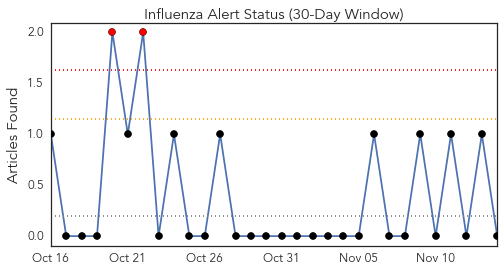 Influenza Alert Status (30-Day Window)
Articles Found
2.0
1.5
1.0
0.5
0.0
Oct 16 Oct 21 Oct 26 Oct 31 Nov 05 Nov 10